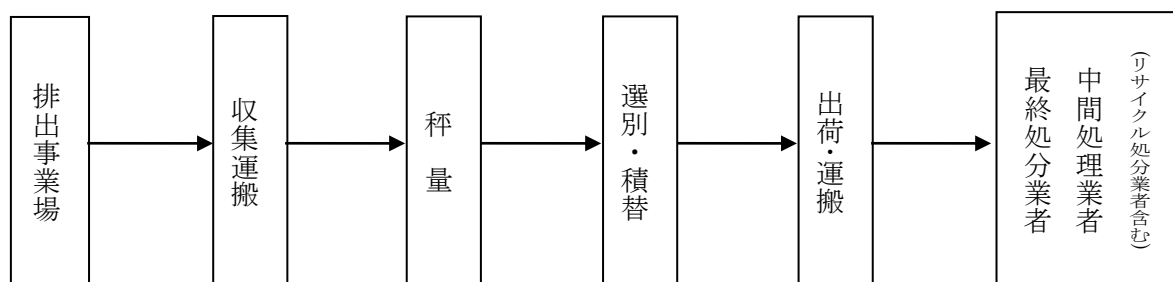 排出事業場
収集運搬
秤量
選別・積替
出荷・運搬
(リサイクル処分業者含む)
中間処理業者
最終処分業者